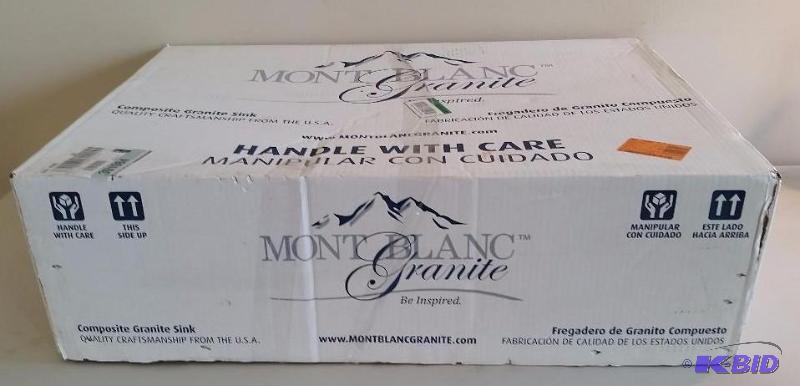 MONT BLANC™
Granite
Be Inspired.
Composite Granite Sink
QUALITY CRAFTSMANSHIP FROM THE U.S.A.
Fregadero de Granito Compuesto
FABRICACIÓN DE CALIDAD DE LOS ESTADOS UNIDOS
www.MONTBLANCGRANITE.com
HANDLE WITH CARE
MANIPULAR CON CUIDADO
HANDLE
WITH CARE
THIS
SIDE UP
MANIPULAR
CON CUIDADO
ESTE LADO
HACIA ARRIBA
MONT BLANC™
Granite
Be Inspired.
Composite Granite Sink
QUALITY CRAFTSMANSHIP FROM THE U.S.A.
www.MONTBLANCGRANITE.com
Fregadero de Granito Compuesto
FABRICACIÓN DE CALIDAD DE LOS ESTADOS UNIDOS
© K-BID